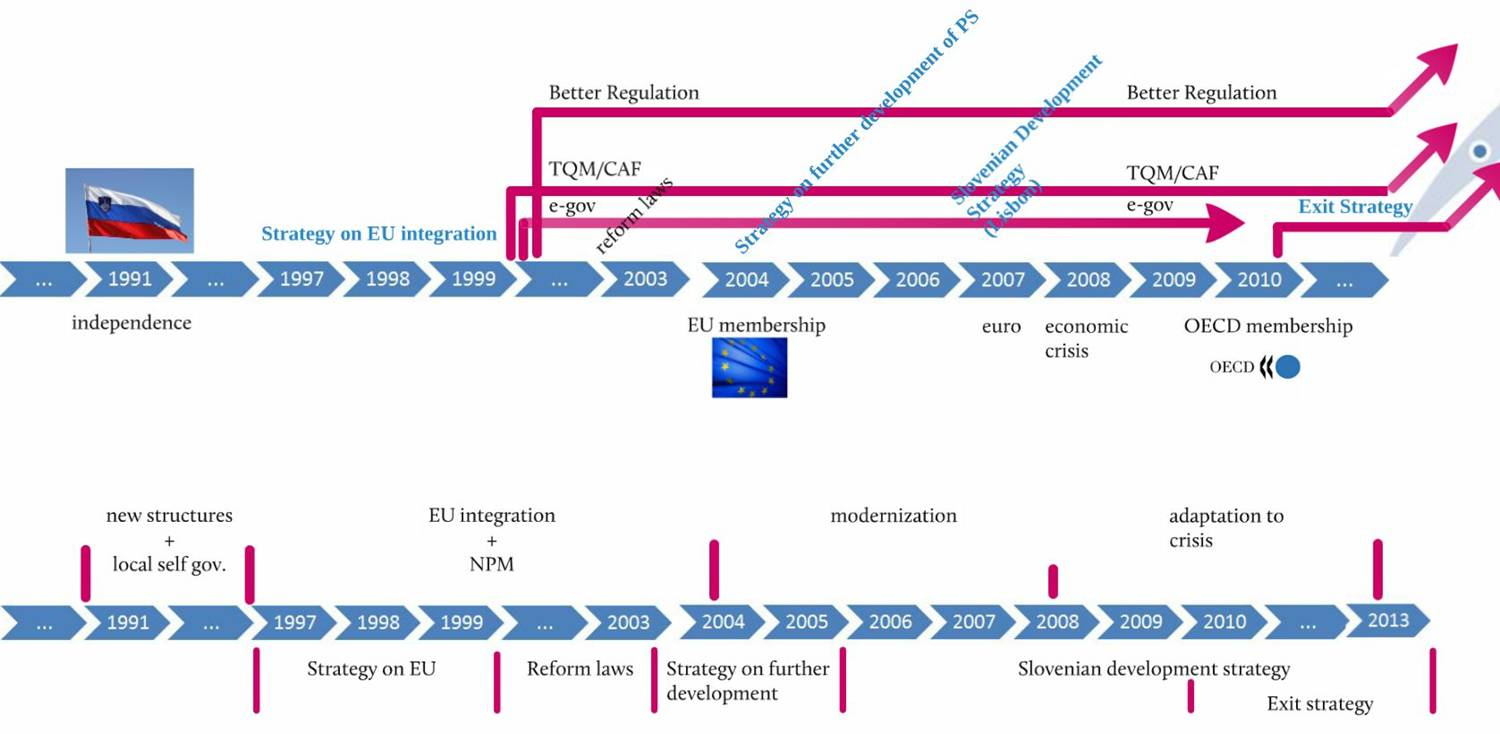 Better Regulation
Better Regulation
TQM/CAF
TQM/CAF
e-gov
e-gov
reform laws
Strategy on further development of PS
Slovenian Development
Strategy
(Lisbon)
Exit Strategy
Strategy on EU integration
... 1991 ... 1997 1998 1999 ... 2003 2004 2005 2006 2007 2008 2009 2010 ...
independence
EU membership
euro
economic
crisis
OECD membership
OECD
new structures
+
local self gov.
EU integration
+
NPM
modernization
adaptation to
crisis
... 1991 ... 1997 1998 1999 ... 2003 2004 2005 2006 2007 2008 2009 2010 ... 2013
Strategy on EU
Reform laws
Strategy on further
development
Slovenian development strategy
Exit strategy